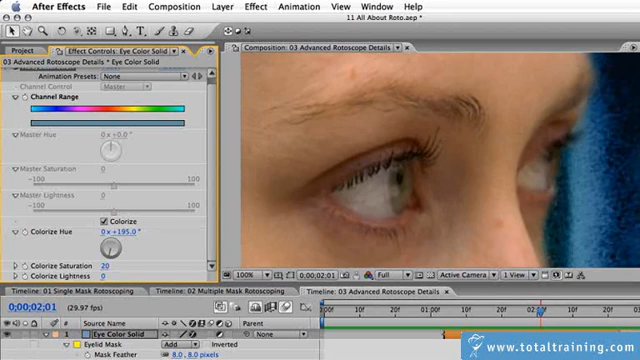 After Effects File Edit Composition Layer Effect Animation View Window Help
11 All About Roto.aep *
Project Effect Controls: Eye Color Solid
Composition: 03 Advanced Rotoscope Details
03 Advanced Rotoscope Details * Eye Color Solid
Animation Presets: None
Channel Control Master
Channel Range
Master Hue 0 x +0.0°
Master Saturation 0
-100 100
Master Lightness 0
-100 100
Colorize
Colorize Hue 0 x +195.0°
Colorize Saturation 20
Colorize Lightness 0
100% 0;00;02;01 Full Active Camera 1 View
Timeline: 01 Single Mask Rotoscoping Timeline: 02 Multiple Mask Rotoscoping Timeline: 03 Advanced Rotoscope Details
0;00;02;01 (29.97 fps)
# Source Name Parent
1 Eye Color Solid None
Eyelid Mask Add Inverted
Mask Feather 8.0, 8.0 pixels
www.totaltraining.com